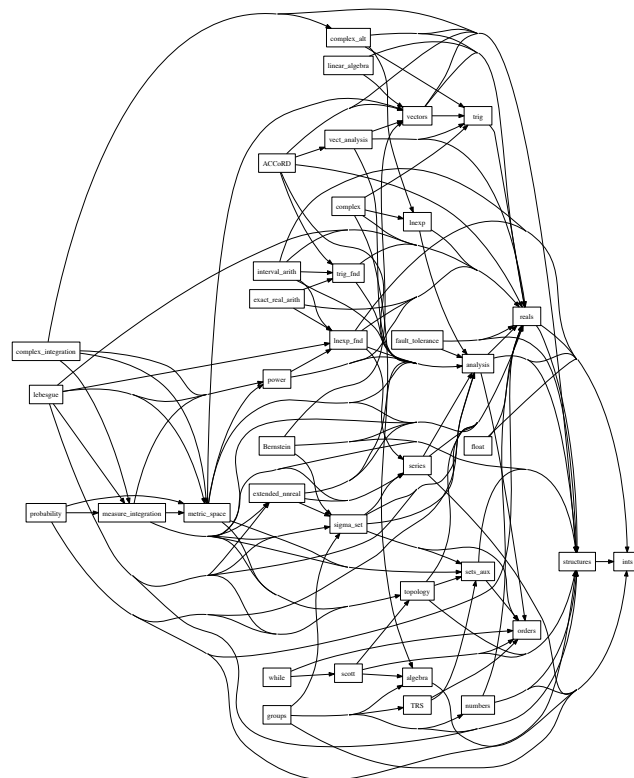 complex_alt
linear_algebra
vectors
trig
vect_analysis
ACCoRD
complex
lnexp
interval_arith
trig_fnd
exact_real_arith
reals
lnexp_fnd
fault_tolerance
complex_integration
analysis
power
lebesgue
Bernstein
float
series
extended_nnreal
probability
measure_integration
metric_space
sigma_set
structures
ints
sets_aux
topology
orders
while
scott
algebra
TRS
numbers
groups